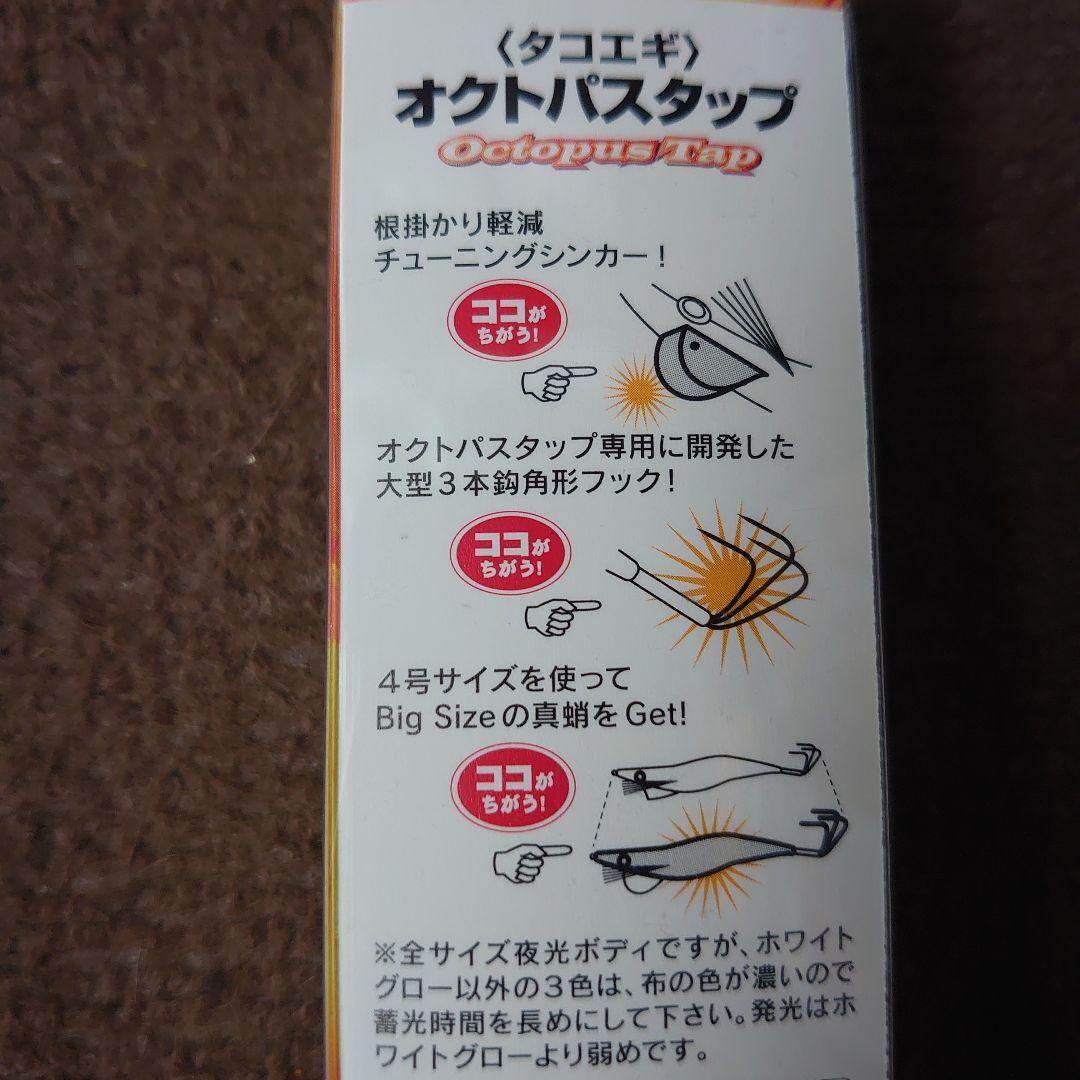 〈タコエギ〉
オクトパスタップ
Octopus Tap
根掛かり軽減
チューニングシンカー！
ココが
ちがう！
オクトパスタップ専用に開発した
大型３本鈎角形フック！
ココが
ちがう！
４号サイズを使って
Big Sizeの真蛸をGet!
ココが
ちがう！
※全サイズ夜光ボディですが、ホワイト
グロー以外の３色は、布の色が濃いので
蓄光時間を長めにして下さい。発光はホ
ワイトグローより弱めです。